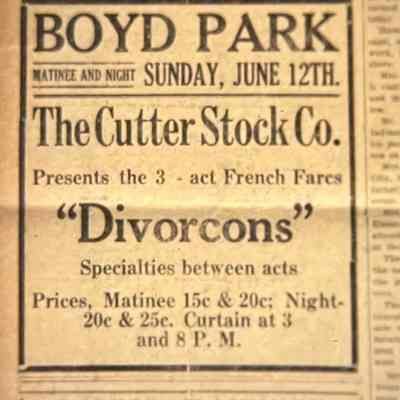 BOYD PARK
MATINEE AND NIGHT SUNDAY, JUNE 12TH.
The Cutter Stock Co.
Presents the 3 - act French Fares
"Divorcons"
Specialties between acts
Prices, Matinee 15c & 20c; Night-
20c & 25c. Curtain at 3
and 8 P. M.